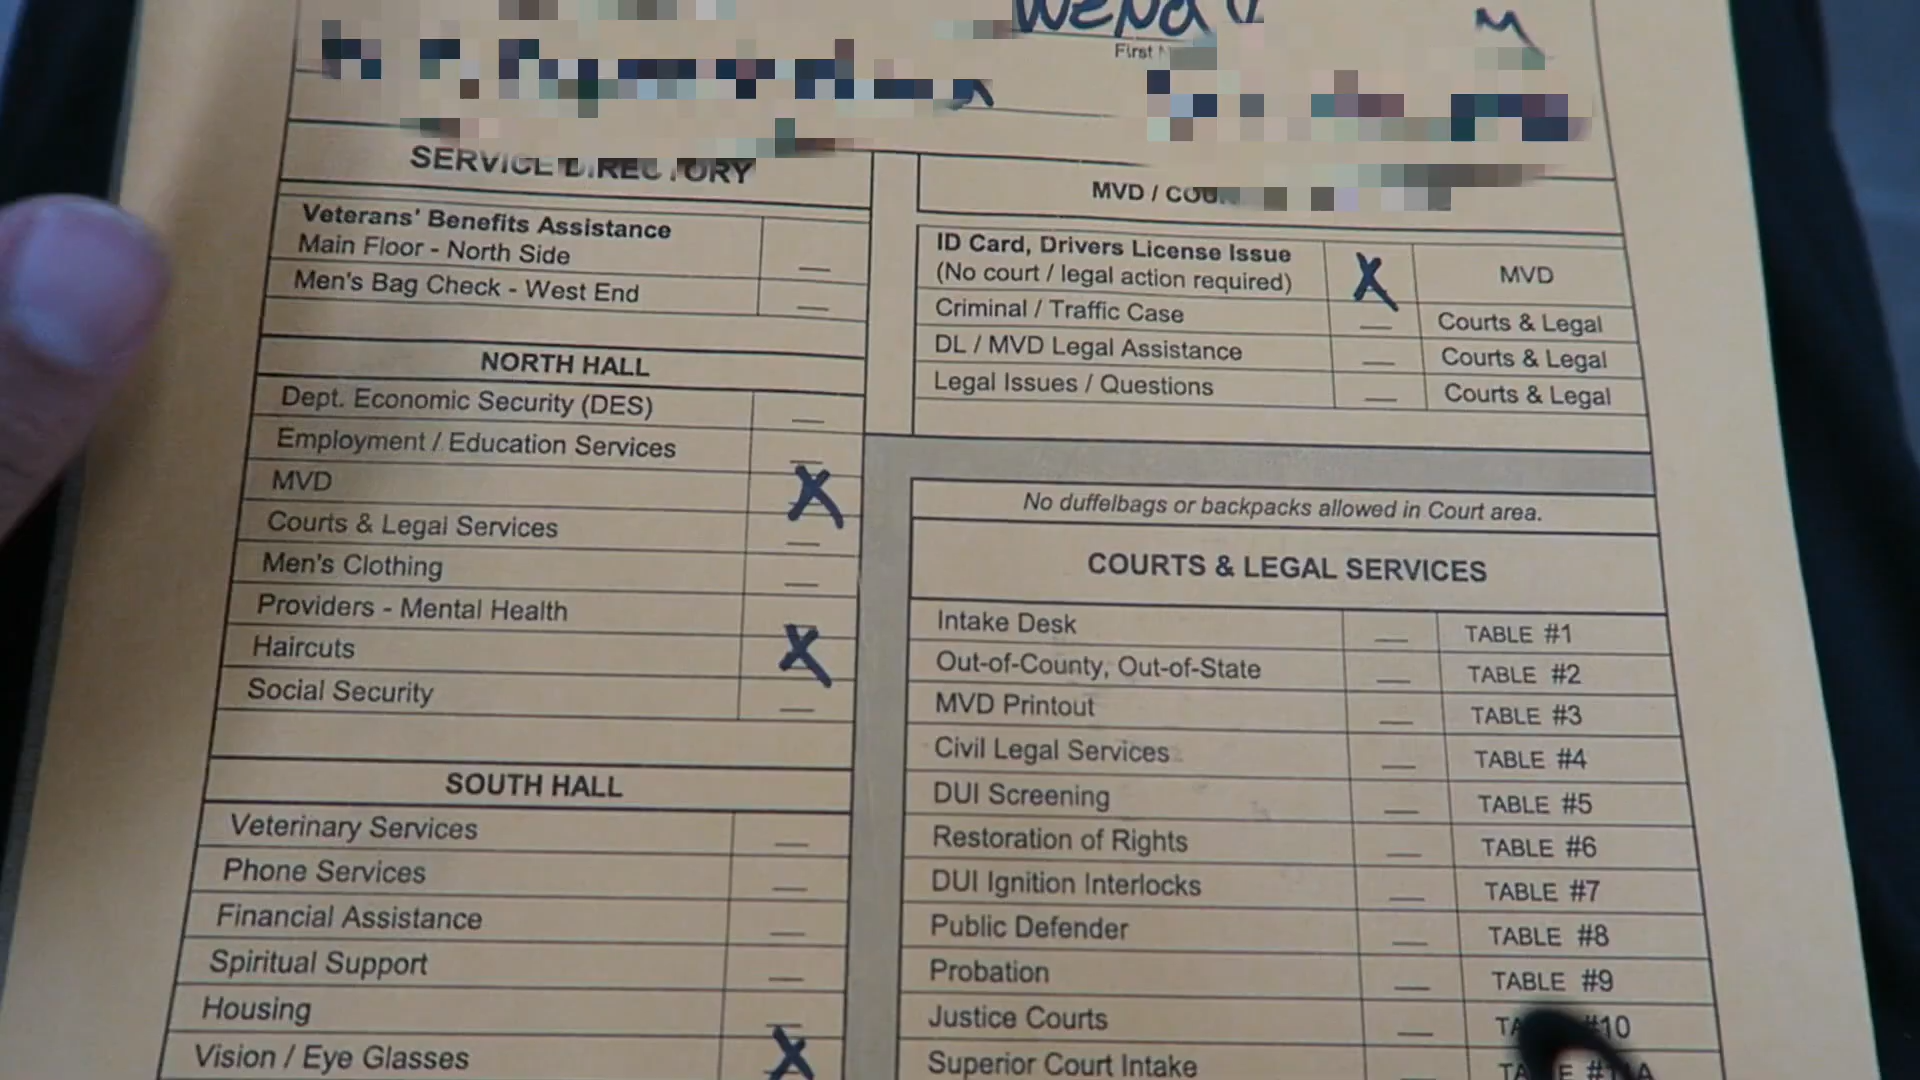 First
SERVICE DIRECTORY
Veterans' Benefits Assistance
Main Floor - North Side
Men's Bag Check - West End
NORTH HALL
Dept. Economic Security (DES)
Employment / Education Services
MVD X
Courts & Legal Services
Men's Clothing
Providers - Mental Health
Haircuts X
Social Security
SOUTH HALL
Veterinary Services
Phone Services
Financial Assistance
Spiritual Support
Housing
Vision / Eye Glasses X
MVD /
ID Card, Drivers License Issue X MVD
(No court / legal action required)
Criminal / Traffic Case Courts & Legal
DL / MVD Legal Assistance Courts & Legal
Legal Issues / Questions Courts & Legal
No duffelbags or backpacks allowed in Court area.
COURTS & LEGAL SERVICES
Intake Desk TABLE #1
Out-of-County, Out-of-State TABLE #2
MVD Printout TABLE #3
Civil Legal Services TABLE #4
DUI Screening TABLE #5
Restoration of Rights TABLE #6
DUI Ignition Interlocks TABLE #7
Public Defender TABLE #8
Probation TABLE #9
Justice Courts #10
Superior Court Intake